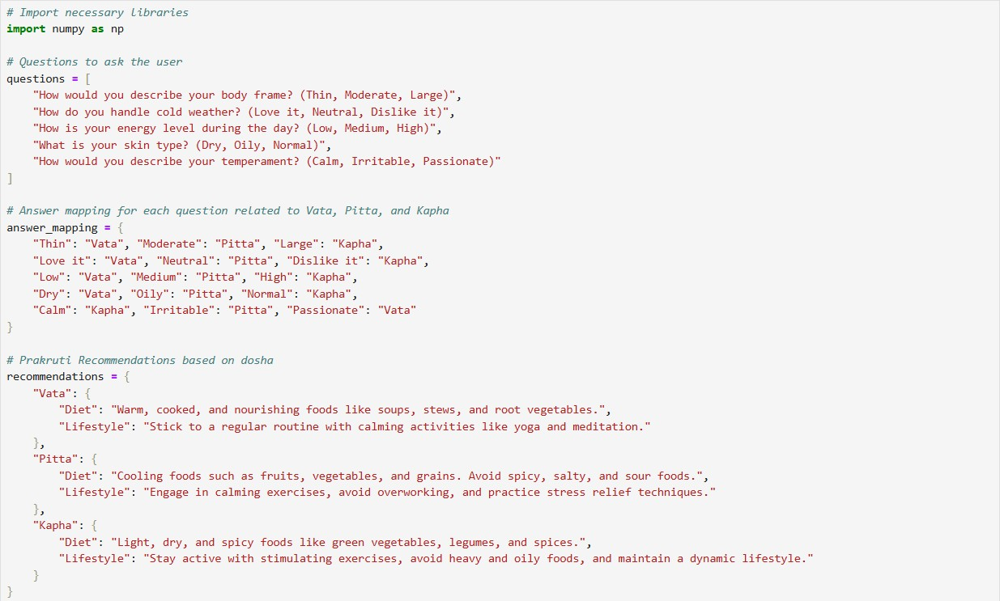 # Import necessary libraries
import numpy as np
# Questions to ask the user
questions = [
"How would you describe your body frame? (Thin, Moderate, Large)",
"How do you handle cold weather? (Love it, Neutral, Dislike it)",
"How is your energy level during the day? (Low, Medium, High)",
"What is your skin type? (Dry, Oily, Normal)",
"How would you describe your temperament? (Calm, Irritable, Passionate)"
]
# Answer mapping for each question related to Vata, Pitta, and Kapha
answer_mapping = {
"Thin": "Vata", "Moderate": "Pitta", "Large": "Kapha",
"Love it": "Vata", "Neutral": "Pitta", "Dislike it": "Kapha",
"Low": "Vata", "Medium": "Pitta", "High": "Kapha",
"Dry": "Vata", "Oily": "Pitta", "Normal": "Kapha",
"Calm": "Kapha", "Irritable": "Pitta", "Passionate": "Vata"
}
# Prakruti Recommendations based on dosha
recommendations = {
"Vata": {
"Diet": "Warm, cooked, and nourishing foods like soups, stews, and root vegetables.",
"Lifestyle": "Stick to a regular routine with calming activities like yoga and meditation."
},
"Pitta": {
"Diet": "Cooling foods such as fruits, vegetables, and grains. Avoid spicy, salty, and sour foods.",
"Lifestyle": "Engage in calming exercises, avoid overworking, and practice stress relief techniques."
},
"Kapha": {
"Diet": "Light, dry, and spicy foods like green vegetables, legumes, and spices.",
"Lifestyle": "Stay active with stimulating exercises, avoid heavy and oily foods, and maintain a dynamic lifestyle."
}
}